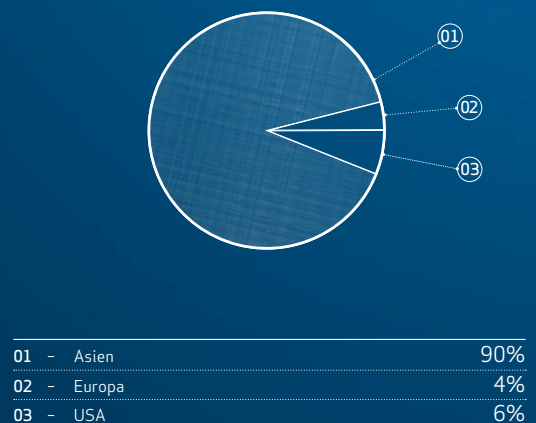 01
02
03
01 – Asien 90%
02 – Europa 4%
03 – USA 6%